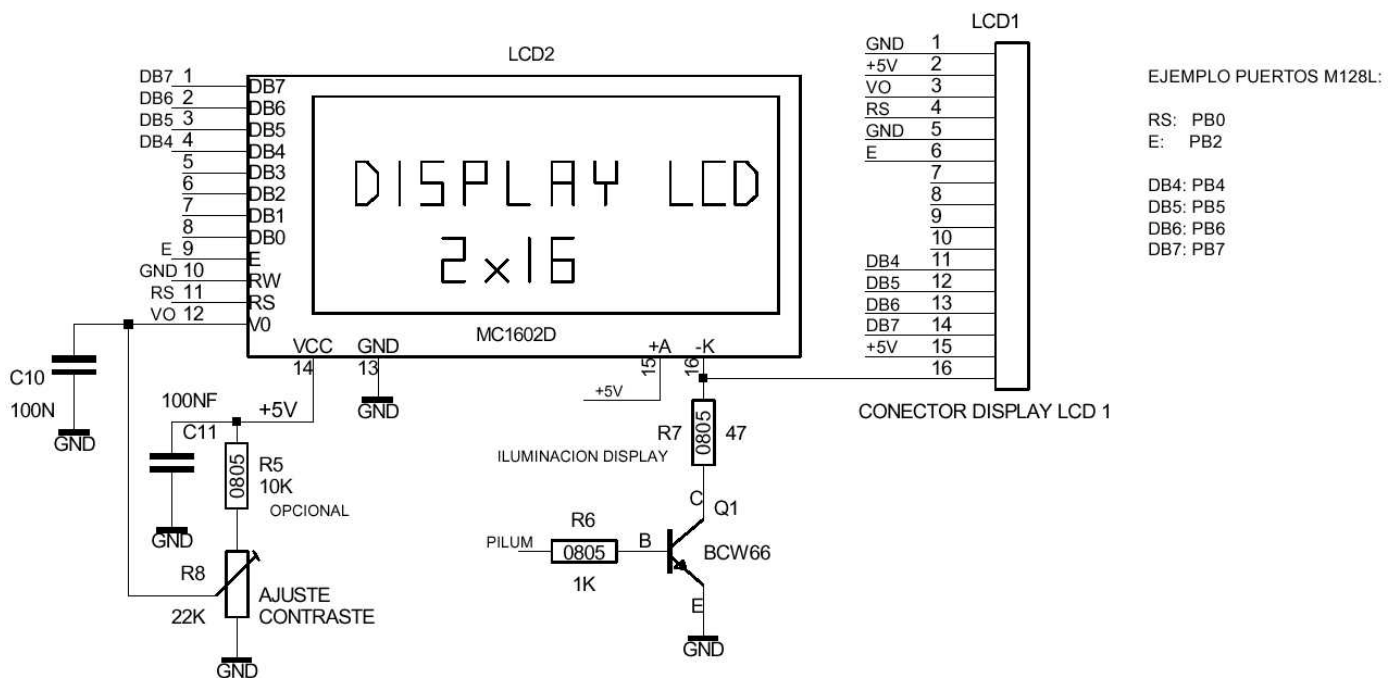 LCD2
DB7 1 DB7
DB6 2 DB6
DB5 3 DB5
DB4 4 DB4
5 DB3
6 DB2
7 DB1
8 DB0
E 9 E
GND 10 RW
RS 11 RS
VO 12 V0
DISPLAY LCD
2x16
MC1602D
VCC GND +A -K
14 13 15 16
GND
+5V
C10
100N
GND
100NF
+5V
C11
GND
0805
R5
10K
OPCIONAL
R8
22K
AJUSTE
CONTRASTE
GND
R7 0805 47
ILUMINACION DISPLAY
PILUM
R6
0805
1K
B
C
Q1
BCW66
E
GND
LCD1
GND 1
+5V 2
VO 3
RS 4
GND 5
E 6
7
8
9
10
DB4 11
DB5 12
DB6 13
DB7 14
+5V 15
16
CONECTOR DISPLAY LCD 1
EJEMPLO PUERTOS M128L:
RS: PB0
E: PB2
DB4: PB4
DB5: PB5
DB6: PB6
DB7: PB7